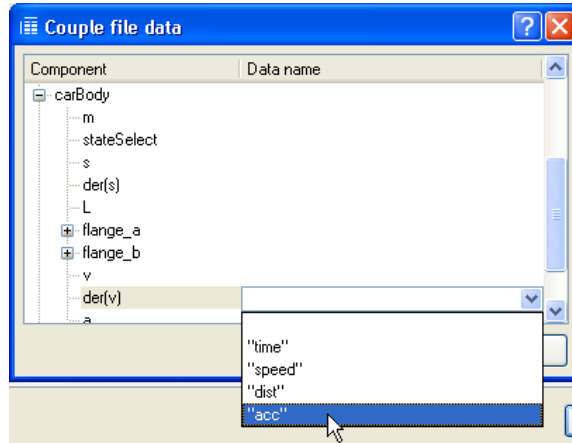 Couple file data
Component Data name
carBody
m
stateSelect
s
der(s)
L
flange_a
flange_b
v
der(v)
a
"time"
"speed"
"dist"
"acc"